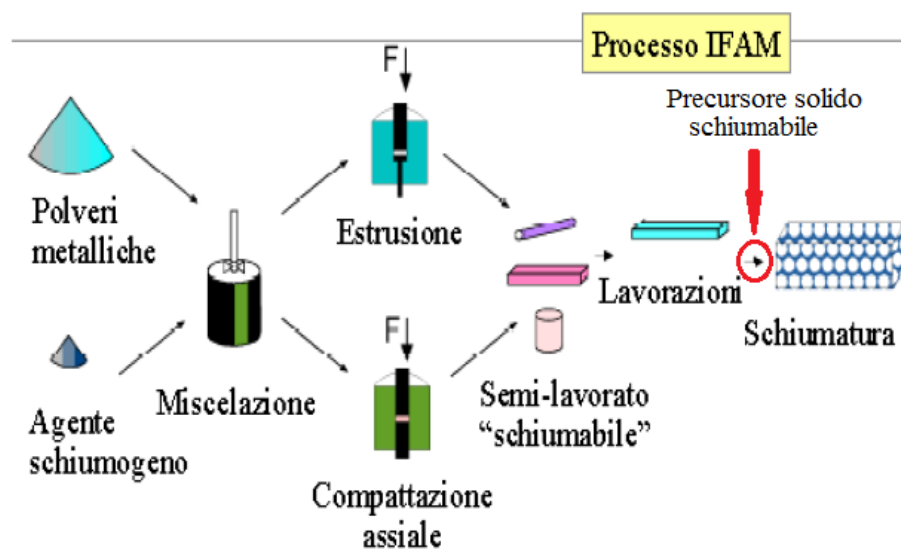 Processo IFAM
Precursore solido
schiumabile
F
Polveri
metalliche
Estrusione
Lavorazioni
Schiumatura
Miscelazione
F
Semi-lavorato
“schiumabile”
Agente
schiumogeno
Compattazione
assiale